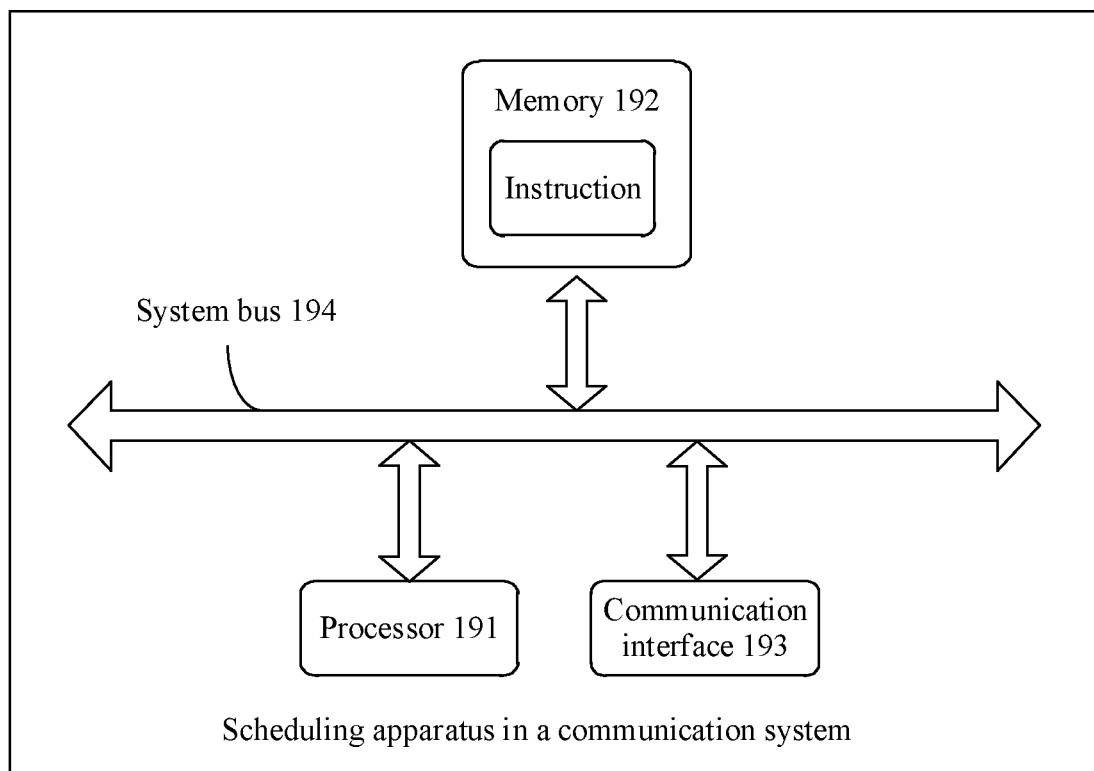 Memory 192
Instruction
System bus 194
Processor 191
Communication
interface 193
Scheduling apparatus in a communication system